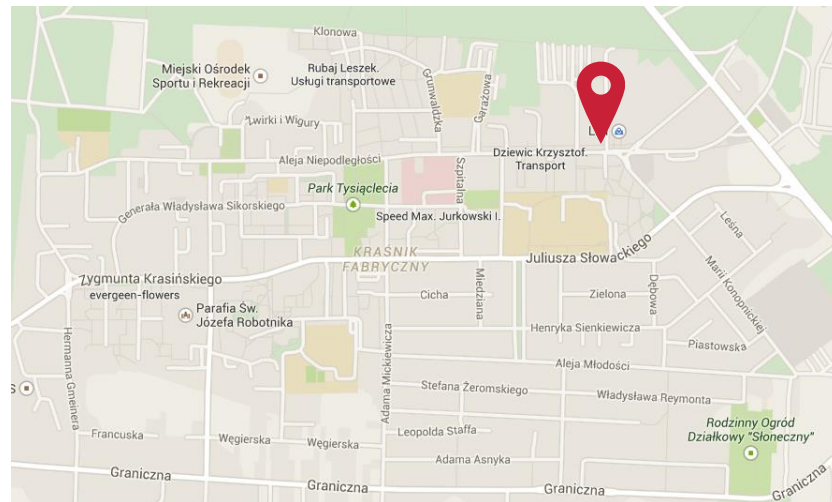 Klonowa
Miejski Ośrodek
Sportu i Rekreacji
Rubaj Leszek.
Usługi transportowe
Grunwaldzka
Garażowa
Żwirki i Wigury
Aleja Niepodległości
Szpitalna
Dziewic Krzysztof.
Transport
Park Tysiąclecia
Generała Władysława Sikorskiego
Speed Max. Jurkowski I.
KRAŚNIK
FABRYCZNY
Juliusza Słowackiego
Leśna
Marii Konopnickiej
Zygmunta Krasińskiego
evergeen-flowers
Cicha
Miedziana
Zielona
Dębowa
Parafia Św.
Józefa Robotnika
Henryka Sienkiewicza
Piastowska
Hermanna Gmeinera
Adama Mickiewicza
Aleja Młodości
Stefana Żeromskiego
Władysława Reymonta
Rodzinny Ogród
Działkowy "Słoneczny"
Francuska
Węgierska
Węgierska
Leopolda Staffa
Adama Asnyka
Graniczna
Graniczna
Graniczna
Graniczna